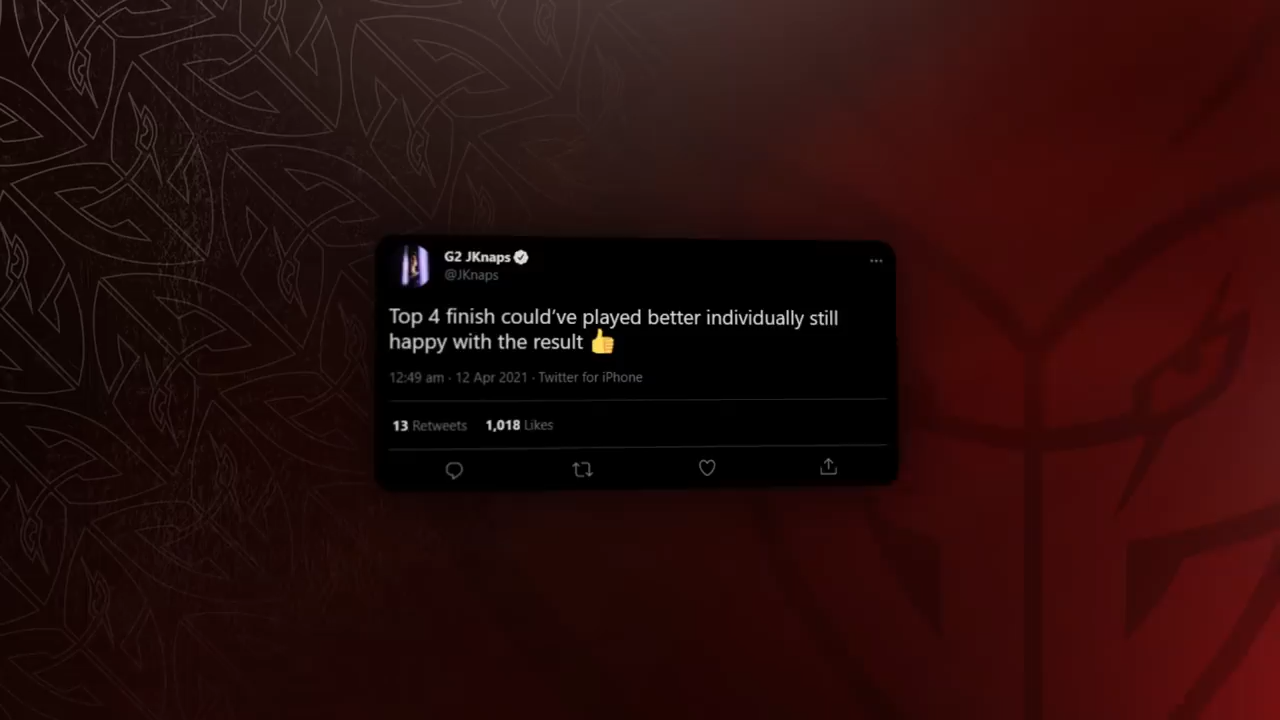 G2 JKnaps
@JKnaps
Top 4 finish could've played better individually still
happy with the result 👍
12:49 am · 12 Apr 2021 · Twitter for iPhone
13 Retweets 1,018 Likes